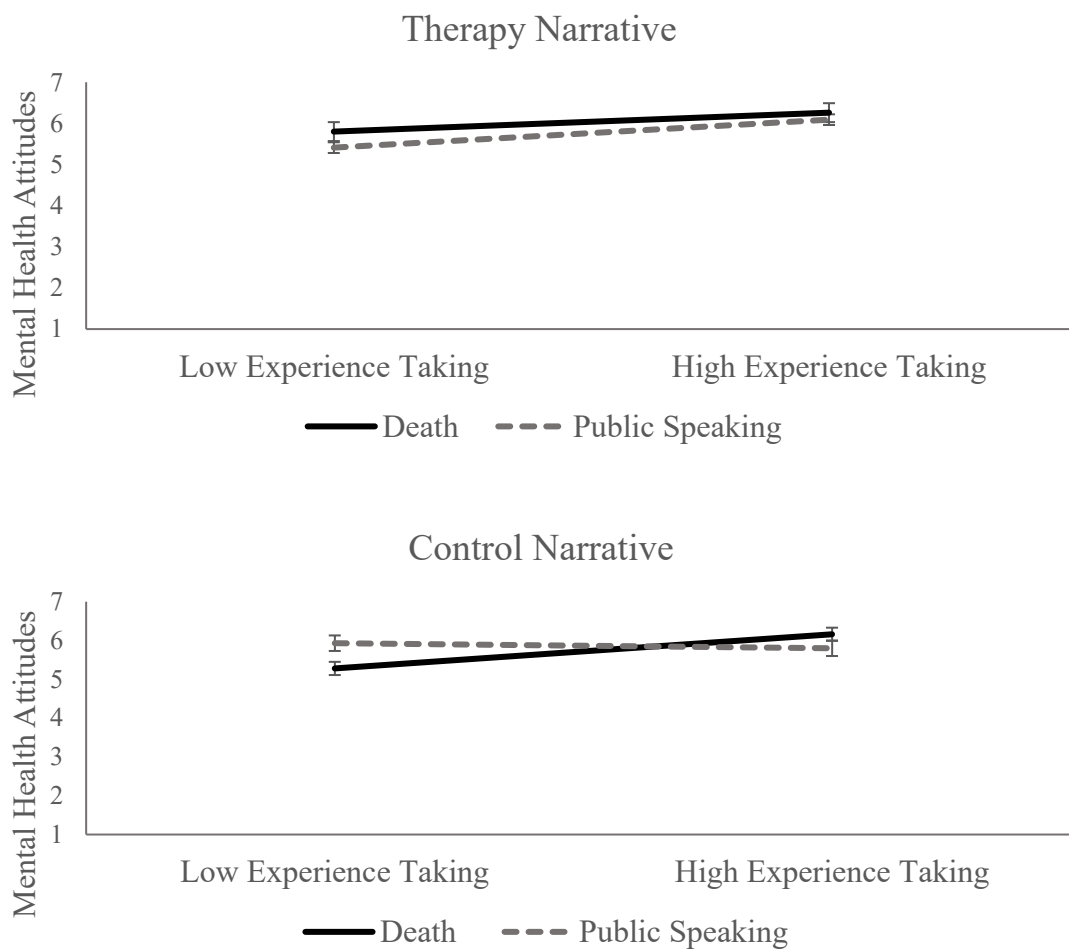 Therapy Narrative
Mental Health Attitudes
7
6
5
4
3
2
1
Low Experience Taking High Experience Taking
Death Public Speaking
Control Narrative
Mental Health Attitudes
7
6
5
4
3
2
1
Low Experience Taking High Experience Taking
Death Public Speaking